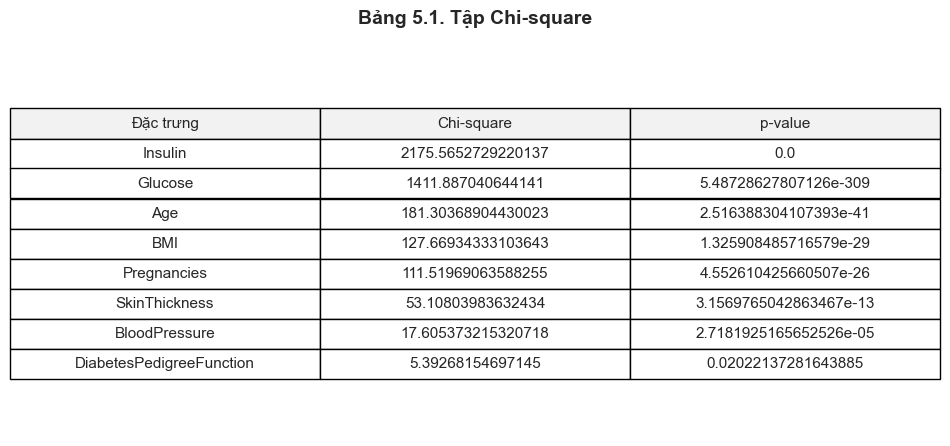 Bảng 5.1. Tập Chi-square
Đặc trưng Chi-square p-value
Insulin 2175.5652729220137 0.0
Glucose 1411.887040644141 5.48728627807126e-309
Age 181.30368904430023 2.516388304107393e-41
BMI 127.66934333103643 1.325908485716579e-29
Pregnancies 111.51969063588255 4.552610425660507e-26
SkinThickness 53.10803983632434 3.1569765042863467e-13
BloodPressure 17.605373215320718 2.7181925165652526e-05
DiabetesPedigreeFunction 5.39268154697145 0.02022137281643885